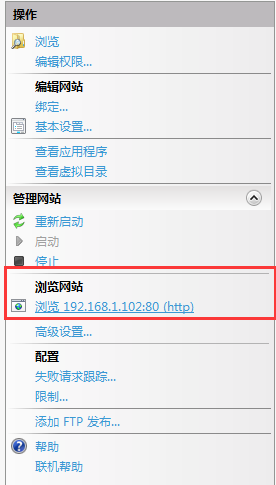 操作
浏览
编辑权限...
编辑网站
绑定...
基本设置...
查看应用程序
查看虚拟目录
管理网站
重新启动
启动
停止
浏览网站
浏览 192.168.1.102:80 (http)
高级设置...
配置
失败请求跟踪...
限制...
添加 FTP 发布...
帮助
联机帮助